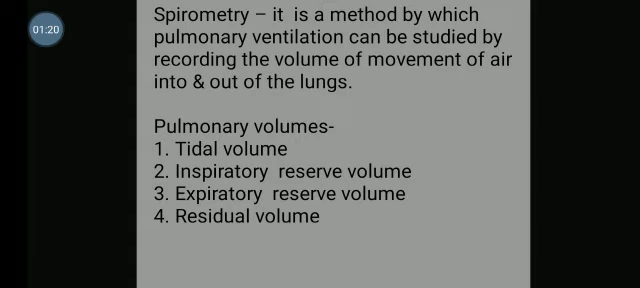 01:20
Spirometry – it is a method by which
pulmonary ventilation can be studied by
recording the volume of movement of air
into & out of the lungs.
Pulmonary volumes-
1. Tidal volume
2. Inspiratory reserve volume
3. Expiratory reserve volume
4. Residual volume